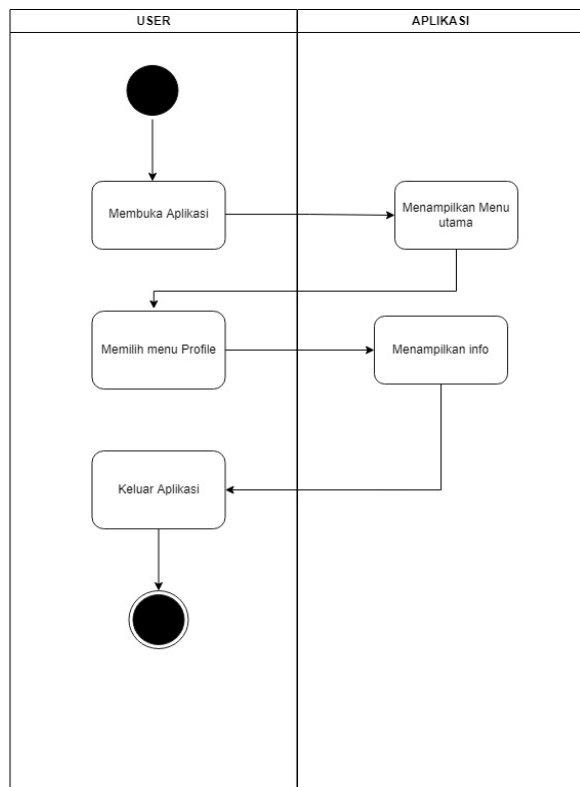 USER
APLIKASI
Membuka Aplikasi
Menampilkan Menu
utama
Memilih menu Profile
Menampilkan info
Keluar Aplikasi